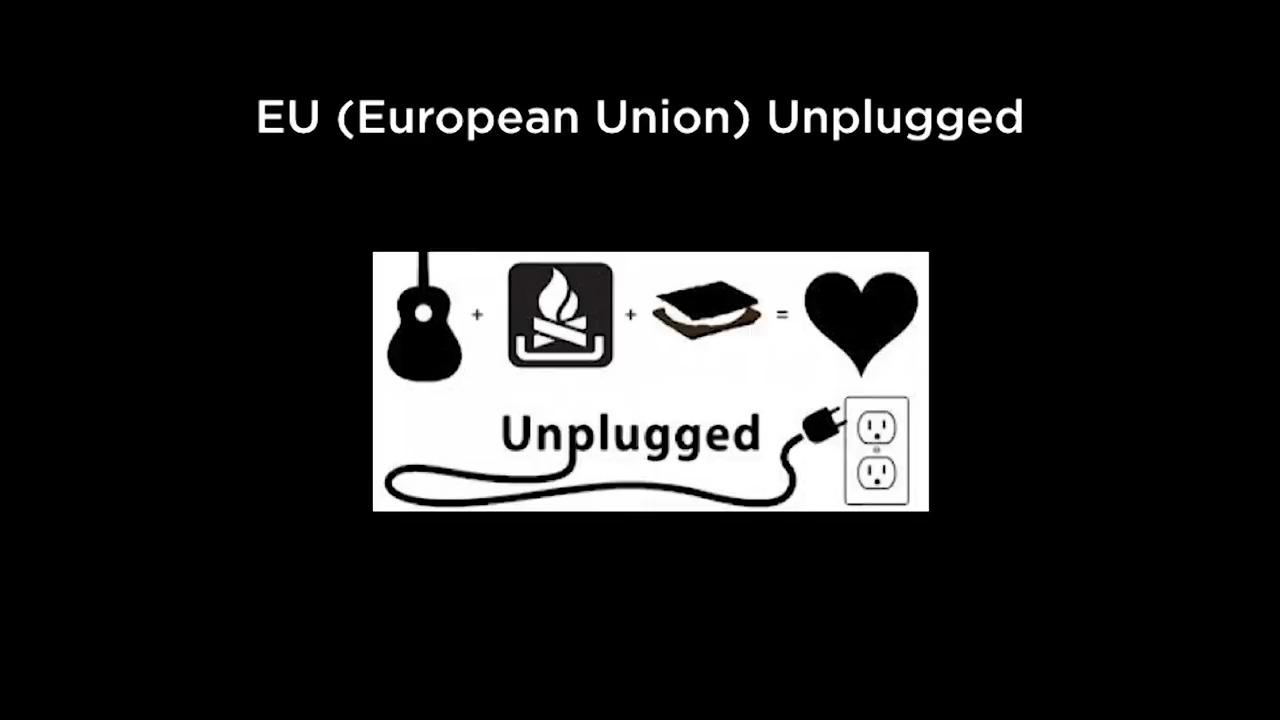 EU (European Union) Unplugged
+ + =
Unplugged